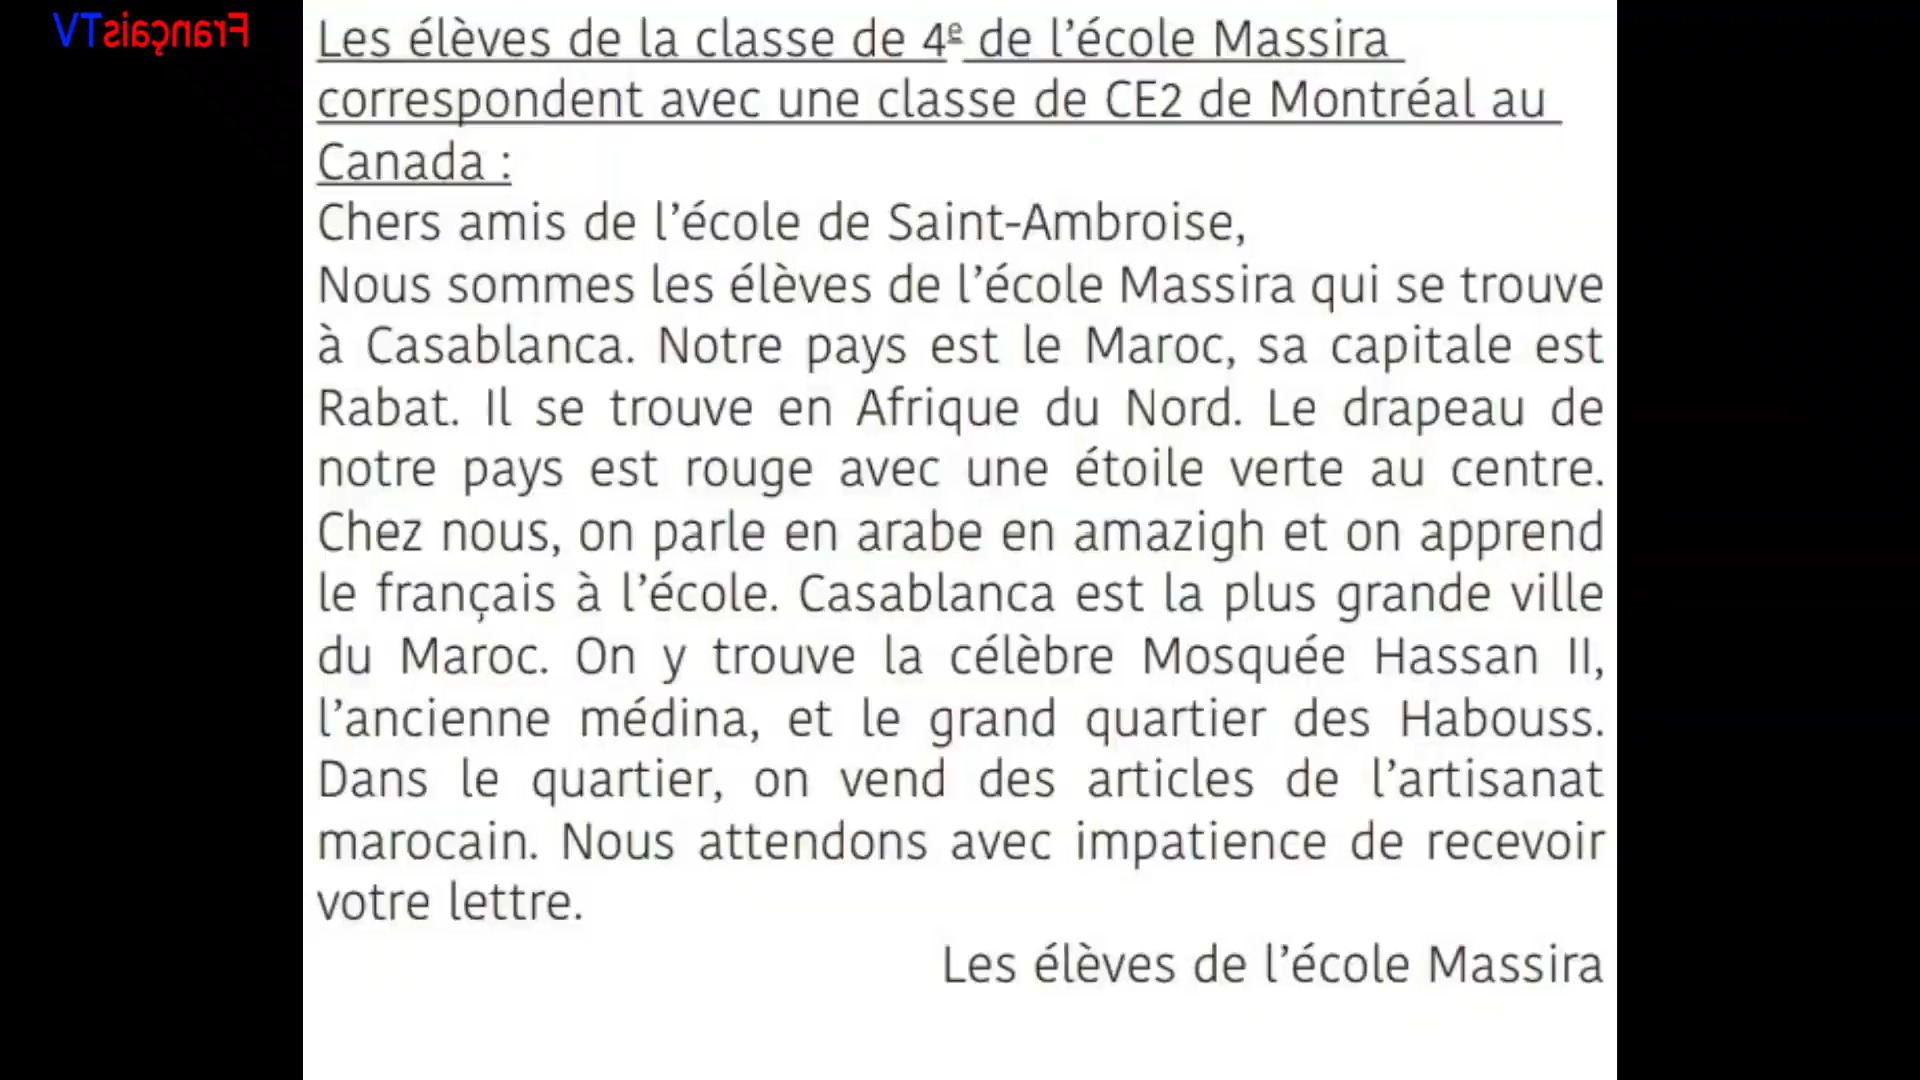 FrançaisTV
Les élèves de la classe de 4e de l’école Massira
correspondent avec une classe de CE2 de Montréal au
Canada :
Chers amis de l’école de Saint-Ambroise,
Nous sommes les élèves de l’école Massira qui se trouve
à Casablanca. Notre pays est le Maroc, sa capitale est
Rabat. Il se trouve en Afrique du Nord. Le drapeau de
notre pays est rouge avec une étoile verte au centre.
Chez nous, on parle en arabe en amazigh et on apprend
le français à l’école. Casablanca est la plus grande ville
du Maroc. On y trouve la célèbre Mosquée Hassan II,
l’ancienne médina, et le grand quartier des Habouss.
Dans le quartier, on vend des articles de l’artisanat
marocain. Nous attendons avec impatience de recevoir
votre lettre.
Les élèves de l’école Massira